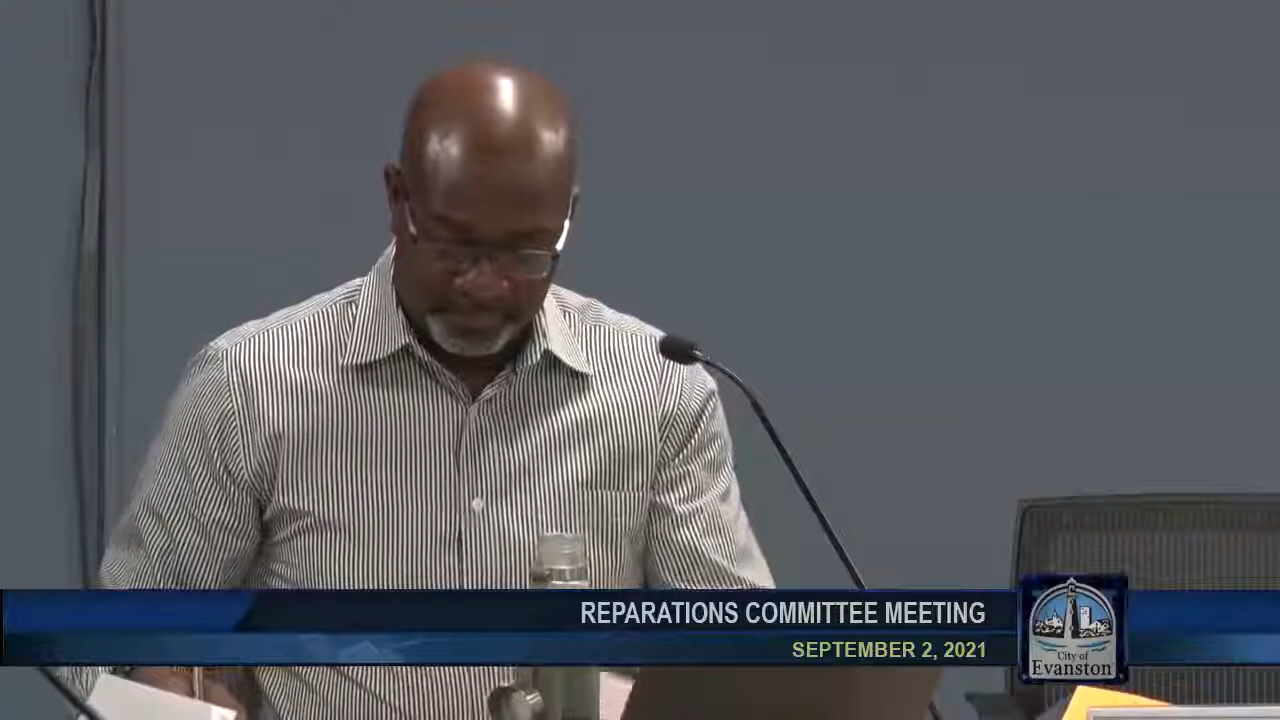 REPARATIONS COMMITTEE MEETING
SEPTEMBER 2, 2021
City of
Evanston